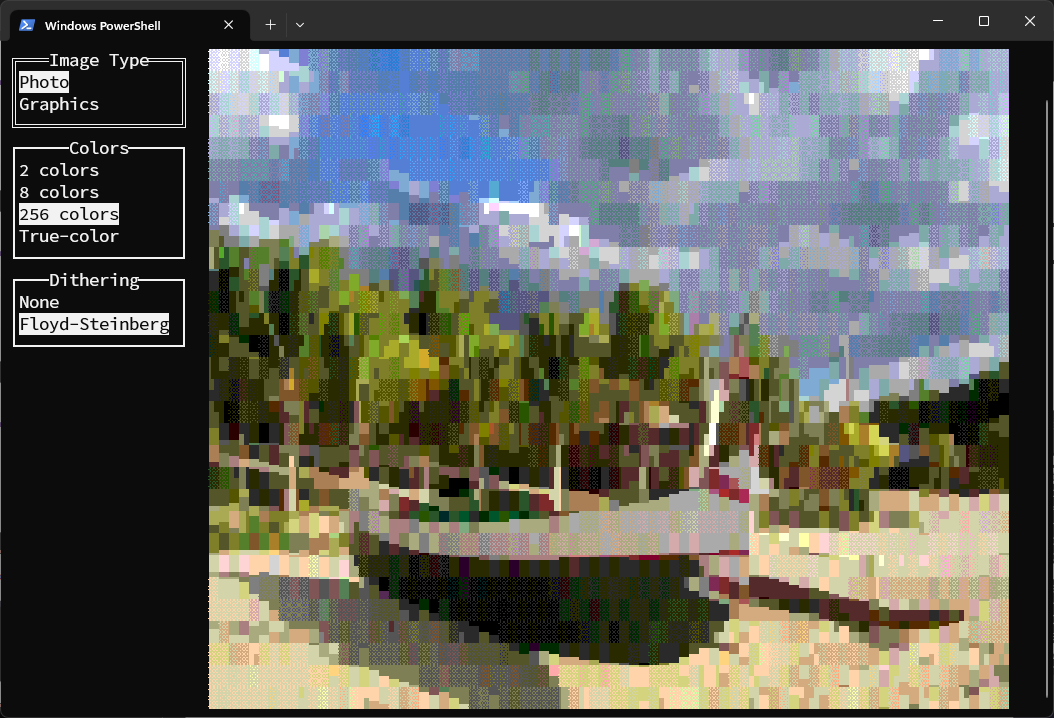 Windows PowerShell
Image Type
Photo
Graphics
Colors
2 colors
8 colors
256 colors
True-color
Dithering
None
Floyd-Steinberg